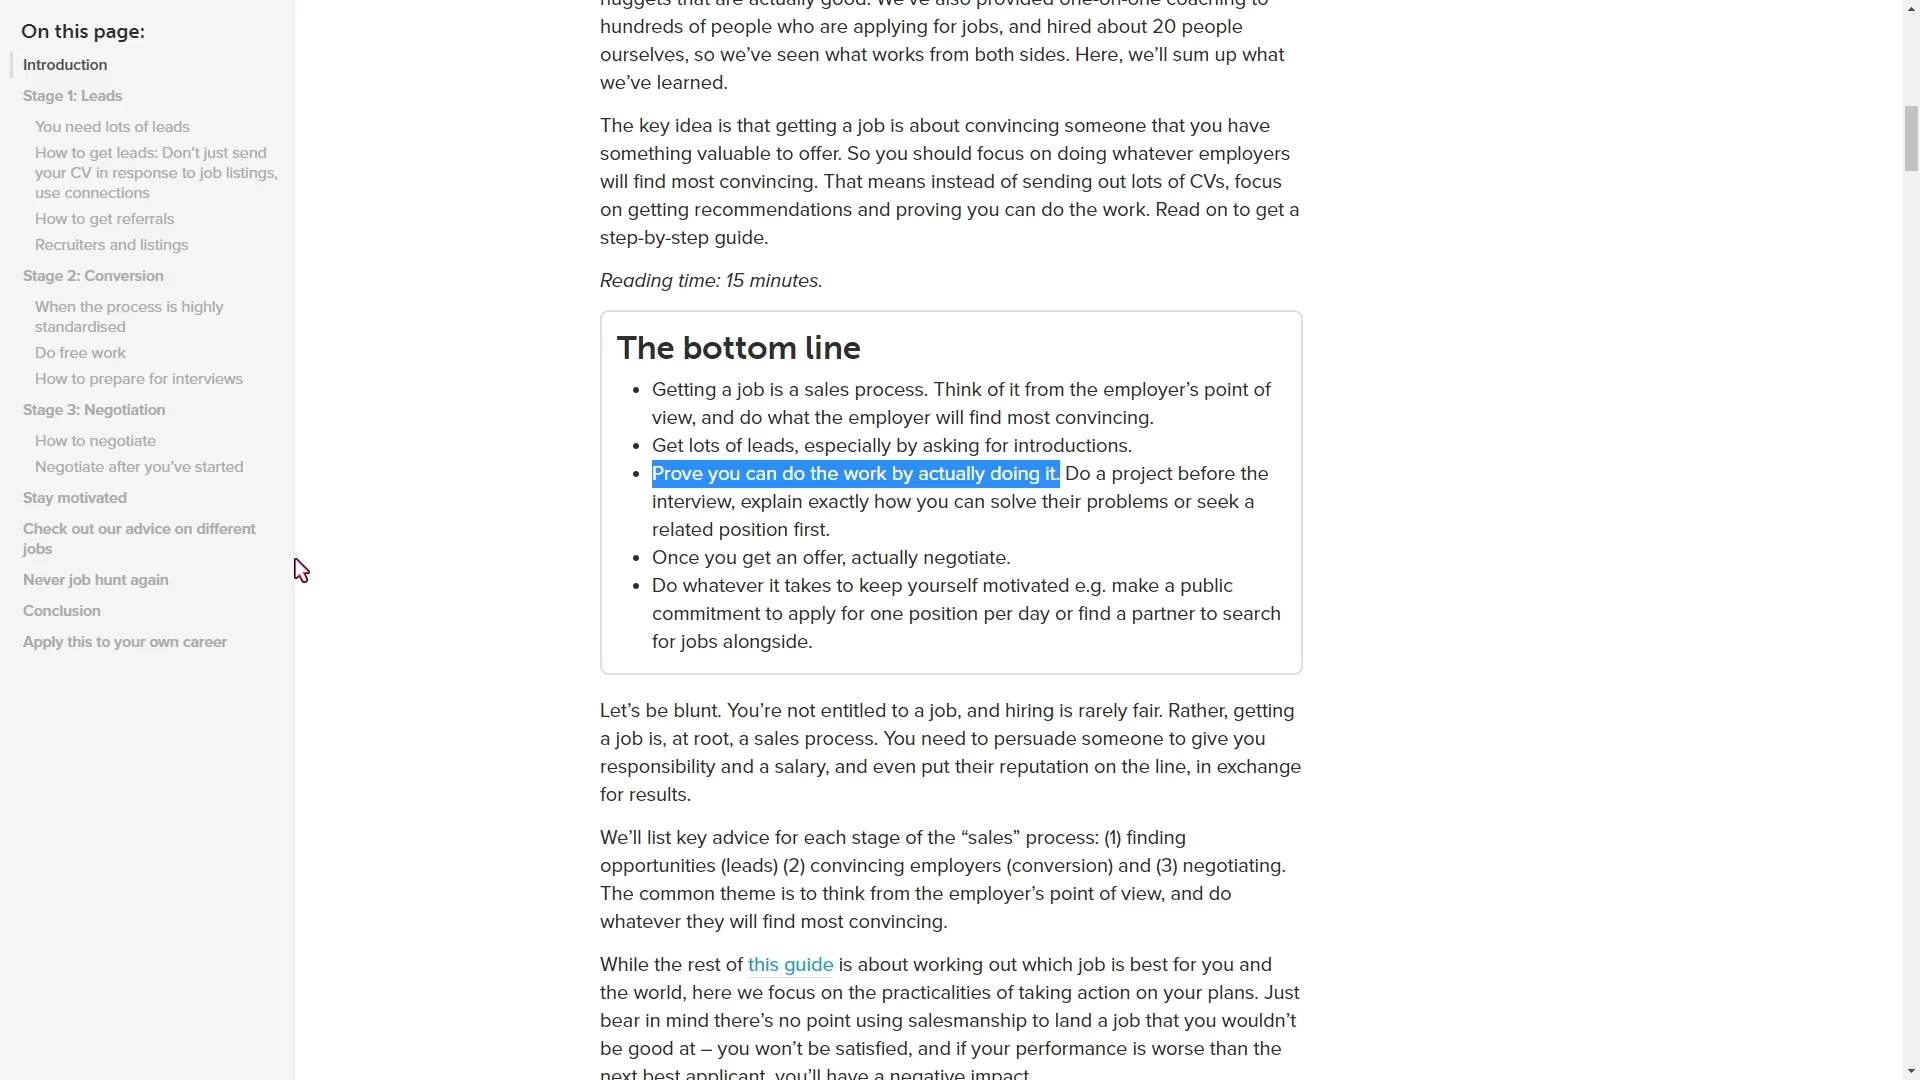 On this page:
Introduction
Stage 1: Leads
You need lots of leads
How to get leads: Don't just send
your CV in response to job listings,
use connections
How to get referrals
Recruiters and listings
Stage 2: Conversion
When the process is highly
standardised
Do free work
How to prepare for interviews
Stage 3: Negotiation
How to negotiate
Negotiate after you've started
Stay motivated
Check out our advice on different
jobs
Never job hunt again
Conclusion
Apply this to your own career
nuggets that are actually good. We've also provided one-on-one coaching to
hundreds of people who are applying for jobs, and hired about 20 people
ourselves, so we've seen what works from both sides. Here, we'll sum up what
we've learned.
The key idea is that getting a job is about convincing someone that you have
something valuable to offer. So you should focus on doing whatever employers
will find most convincing. That means instead of sending out lots of CVs, focus
on getting recommendations and proving you can do the work. Read on to get a
step-by-step guide.
Reading time: 15 minutes.
The bottom line
• Getting a job is a sales process. Think of it from the employer's point of
view, and do what the employer will find most convincing.
• Get lots of leads, especially by asking for introductions.
• Prove you can do the work by actually doing it. Do a project before the
interview, explain exactly how you can solve their problems or seek a
related position first.
• Once you get an offer, actually negotiate.
• Do whatever it takes to keep yourself motivated e.g. make a public
commitment to apply for one position per day or find a partner to search
for jobs alongside.
Let's be blunt. You're not entitled to a job, and hiring is rarely fair. Rather, getting
a job is, at root, a sales process. You need to persuade someone to give you
responsibility and a salary, and even put their reputation on the line, in exchange
for results.
We'll list key advice for each stage of the “sales” process: (1) finding
opportunities (leads) (2) convincing employers (conversion) and (3) negotiating.
The common theme is to think from the employer's point of view, and do
whatever they will find most convincing.
While the rest of this guide is about working out which job is best for you and
the world, here we focus on the practicalities of taking action on your plans. Just
bear in mind there's no point using salesmanship to land a job that you wouldn't
be good at – you won't be satisfied, and if your performance is worse than the
next best applicant, you'll have a negative impact.